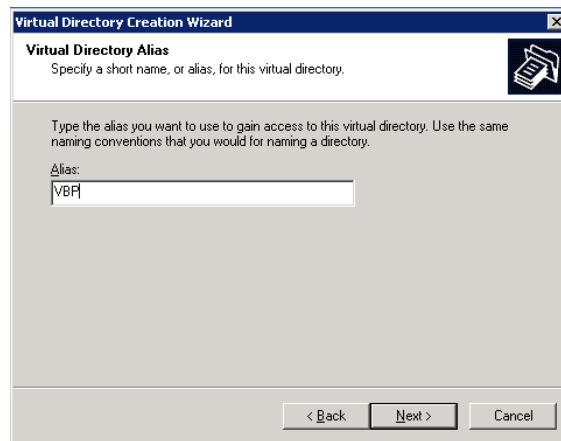 Virtual Directory Creation Wizard
Virtual Directory Alias
Specify a short name, or alias, for this virtual directory.
Type the alias you want to use to gain access to this virtual directory. Use the same
naming conventions that you would for naming a directory.
Alias:
VBP
< Back Next > Cancel